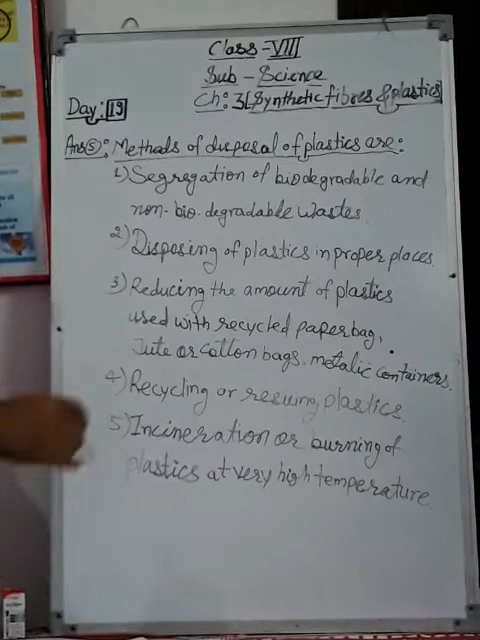 Class - VIII
Sub - Science
Ch: 3[Synthetic fibres & plastics]
Day: 19
Ans(5): Methods of disposal of plastics are:
1) Segregation of biodegradable and
non-bio-degradable wastes.
2) Disposing of plastics in proper places
3) Reducing the amount of plastics
used with recycled paper bag,
Jute or cotton bags, metalic containers.
4) Recycling or resuing plastics.
5) Incineration or burning of
plastics at very high temperature.